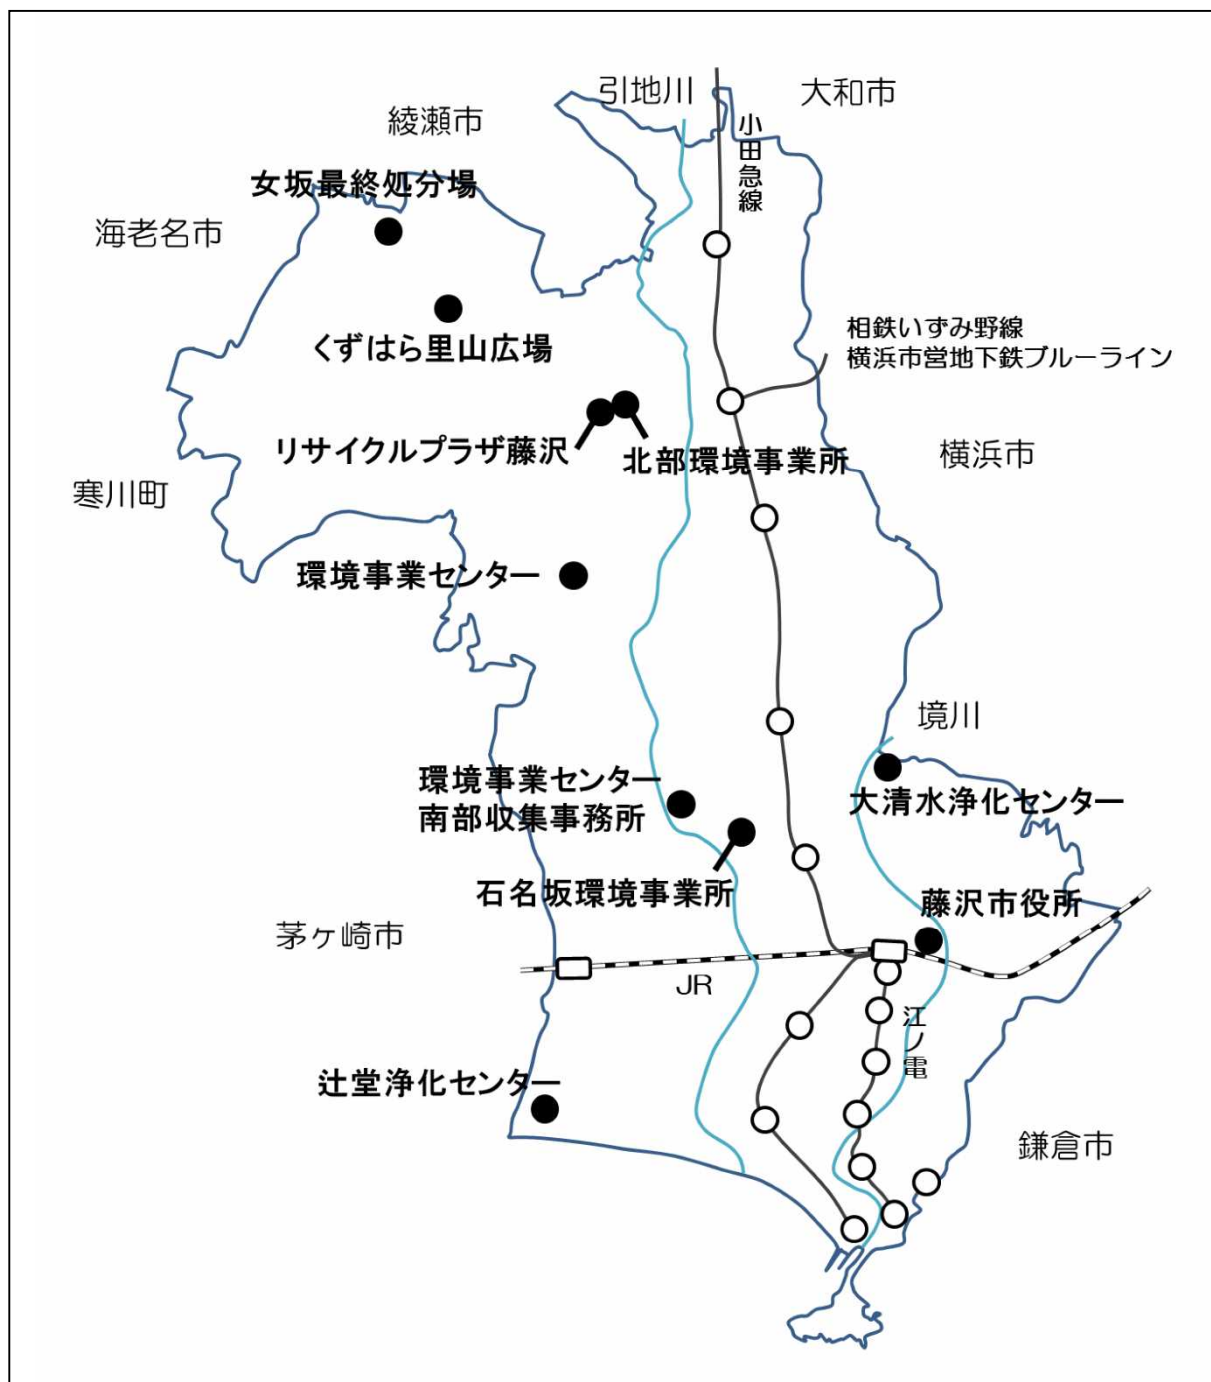 引地川
大和市
綾瀬市
小田急線
女坂最終処分場
海老名市
相鉄いずみ野線
横浜市営地下鉄ブルーライン
くずはら里山広場
リサイクルプラザ藤沢
北部環境事業所
横浜市
寒川町
環境事業センター
境川
環境事業センター
南部収集事務所
大清水浄化センター
石名坂環境事業所
藤沢市役所
茅ヶ崎市
JR
江ノ電
辻堂浄化センター
鎌倉市